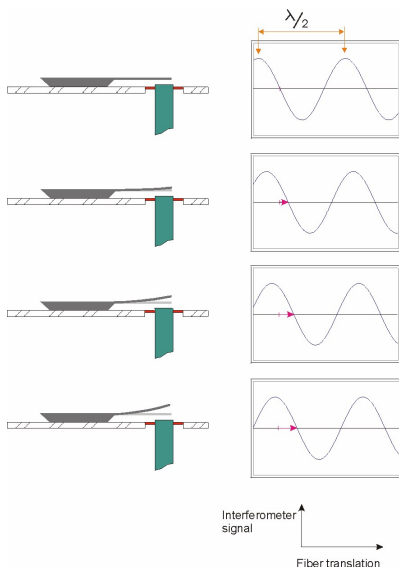 λ/2
Interferometer
signal
Fiber translation